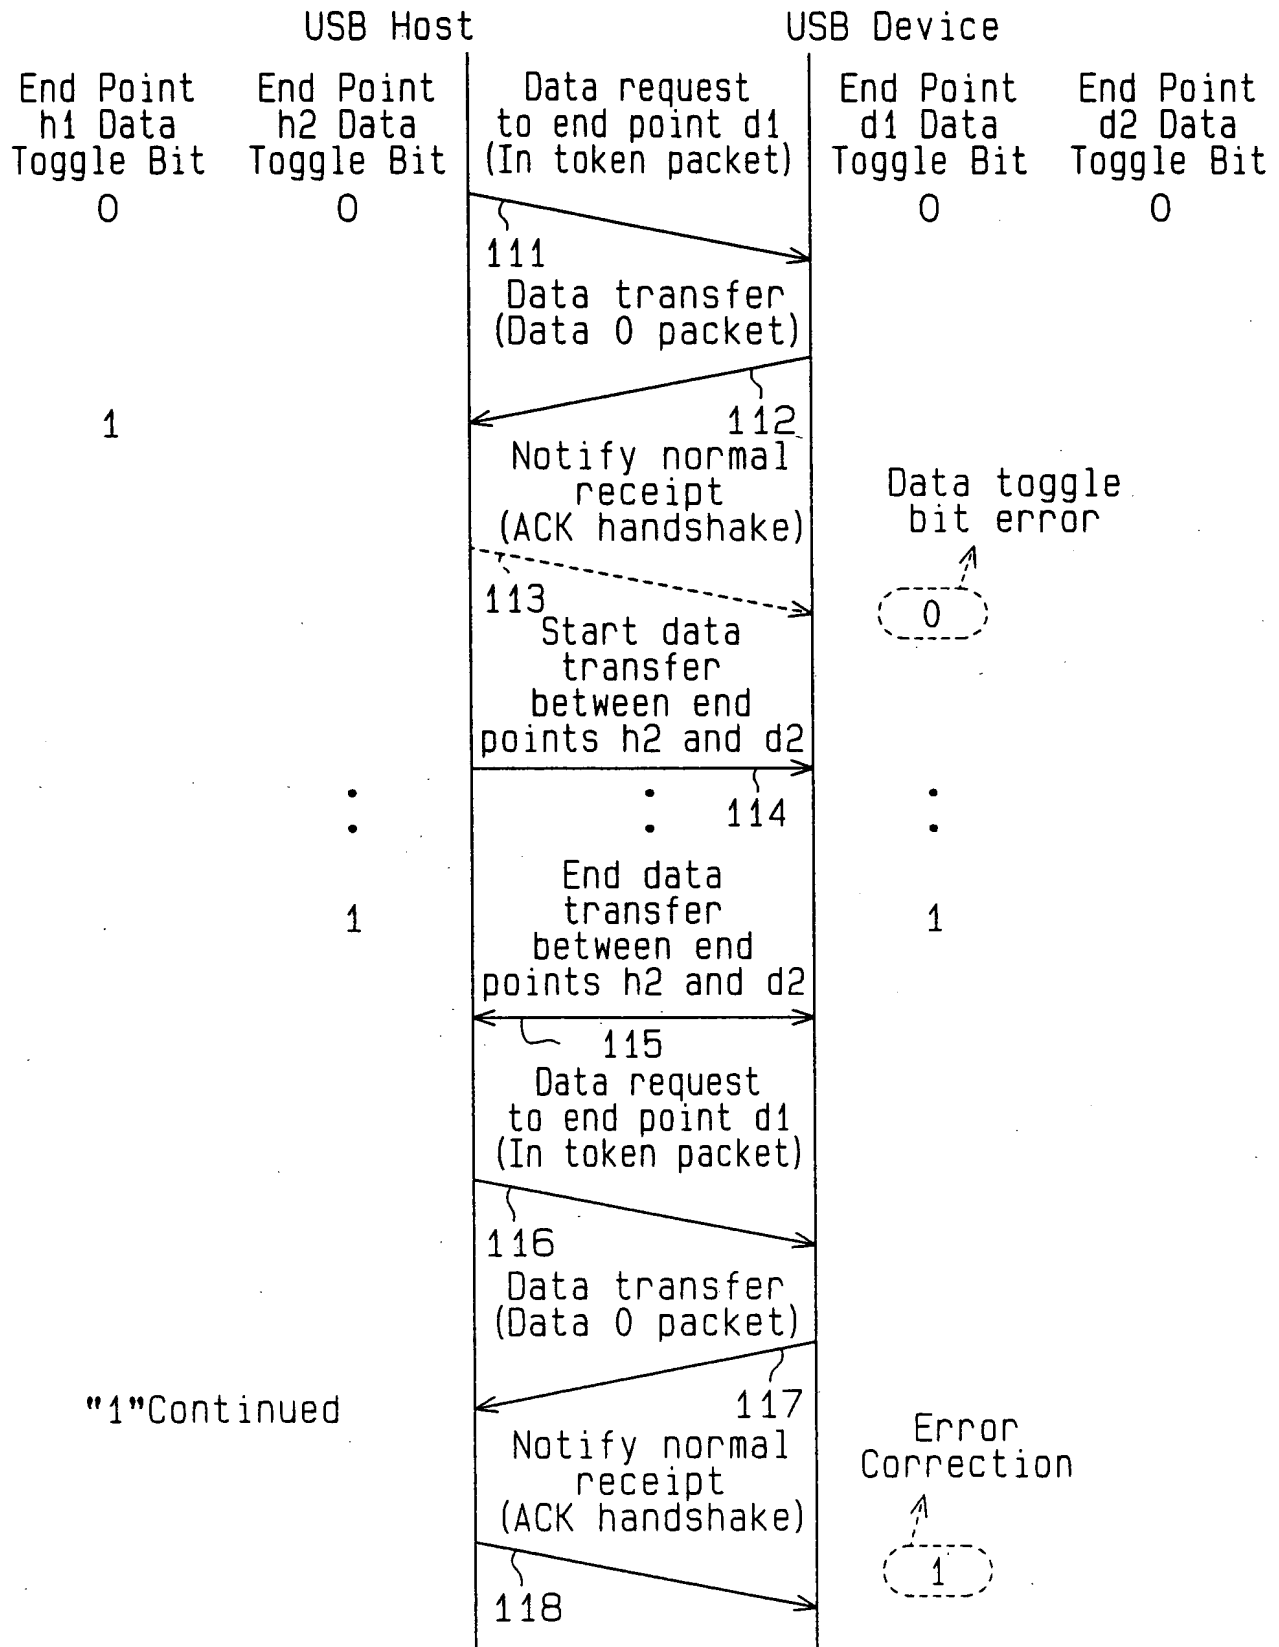 USB Host
USB Device
End Point
h1 Data
Toggle Bit
0
End Point
h2 Data
Toggle Bit
0
Data request
to end point d1
(In token packet)
End Point
d1 Data
Toggle Bit
0
End Point
d2 Data
Toggle Bit
0
111
Data transfer
(Data 0 packet)
1
112
Notify normal
receipt
(ACK handshake)
Data toggle
bit error
113
0
Start data
transfer
between end
points h2 and d2
114
End data
transfer
between end
points h2 and d2
1
1
115
Data request
to end point d1
(In token packet)
116
Data transfer
(Data 0 packet)
"1"Continued
117
Notify normal
receipt
(ACK handshake)
Error
Correction
1
118